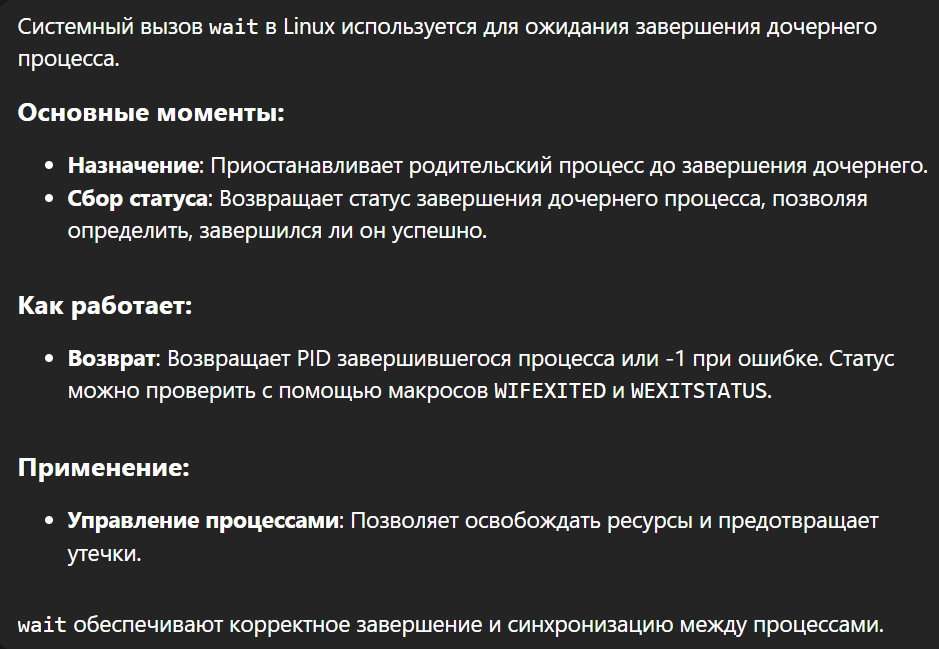 Системный вызов wait в Linux используется для ожидания завершения дочернего
процесса.
Основные моменты:
• Назначение: Приостанавливает родительский процесс до завершения дочернего.
• Сбор статуса: Возвращает статус завершения дочернего процесса, позволяя
определить, завершился ли он успешно.
Как работает:
• Возврат: Возвращает PID завершившегося процесса или -1 при ошибке. Статус
можно проверить с помощью макросов WIFEXITED и WEXITSTATUS.
Применение:
• Управление процессами: Позволяет освобождать ресурсы и предотвращает
утечки.
wait обеспечивают корректное завершение и синхронизацию между процессами.